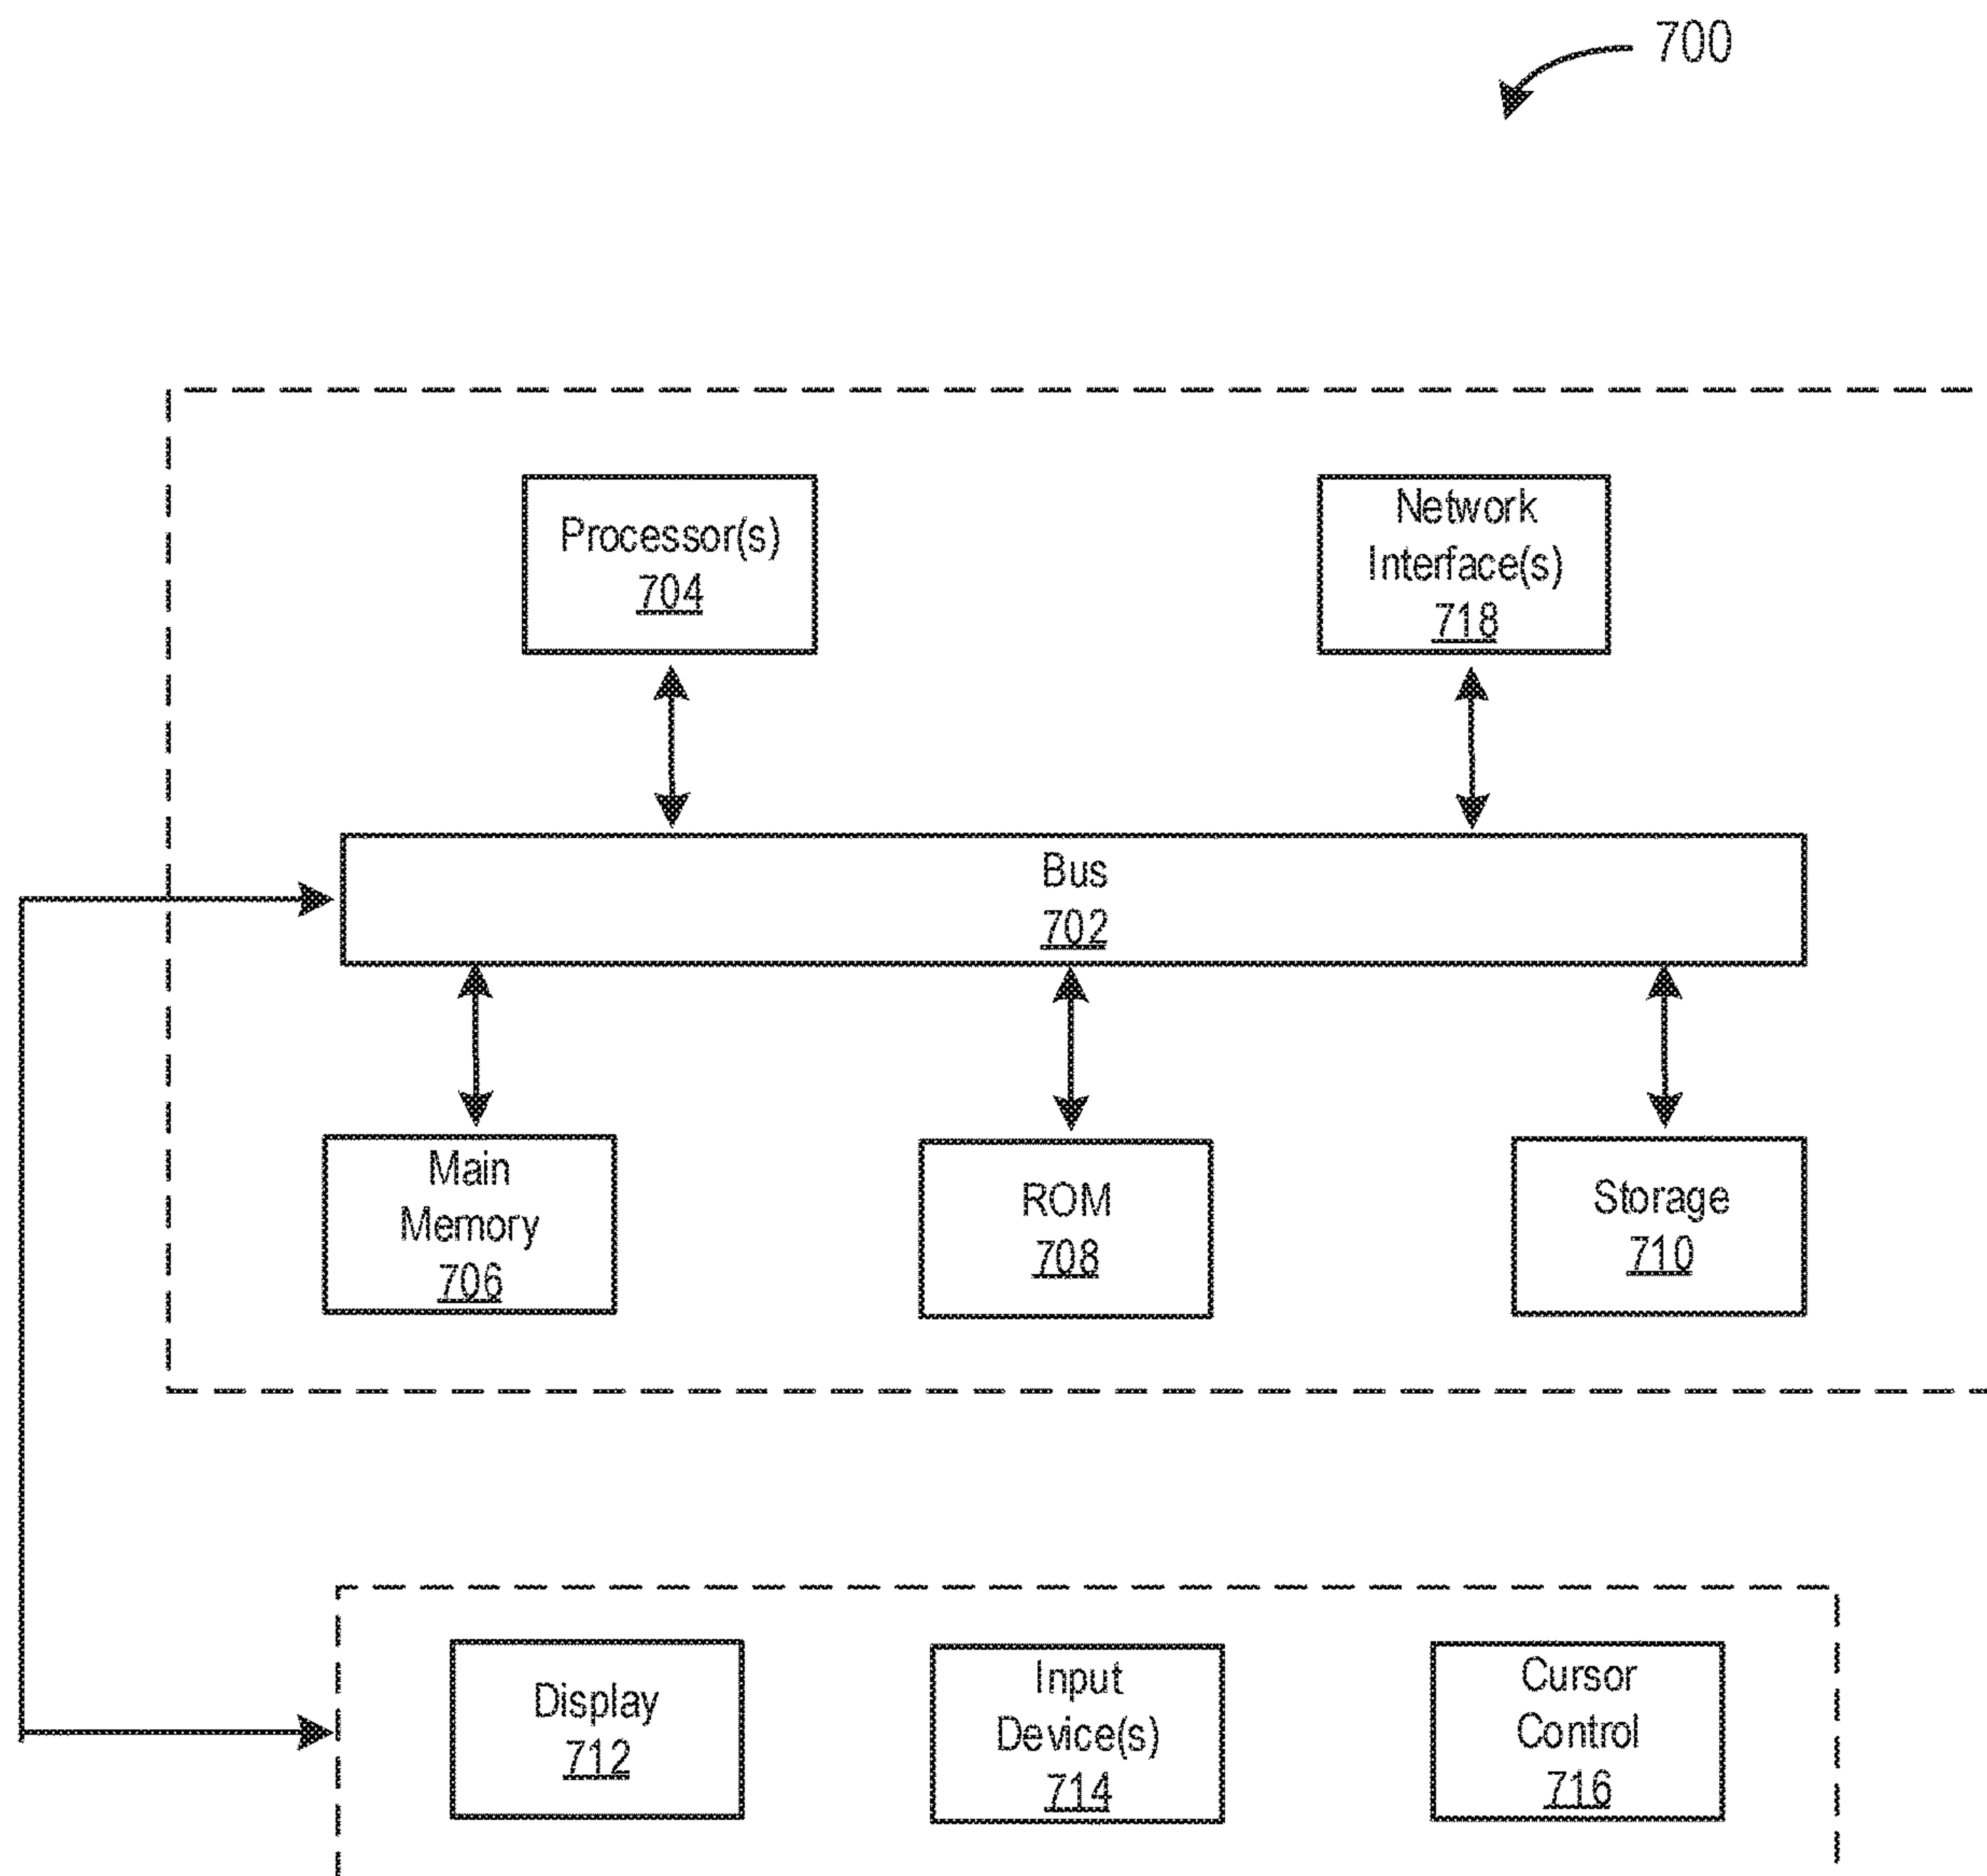 700
Processor(s)
704
Network
Interface(s)
718
Bus
702
Main
Memory
706
ROM
708
Storage
710
Display
712
Input
Device(s)
714
Cursor
Control
716